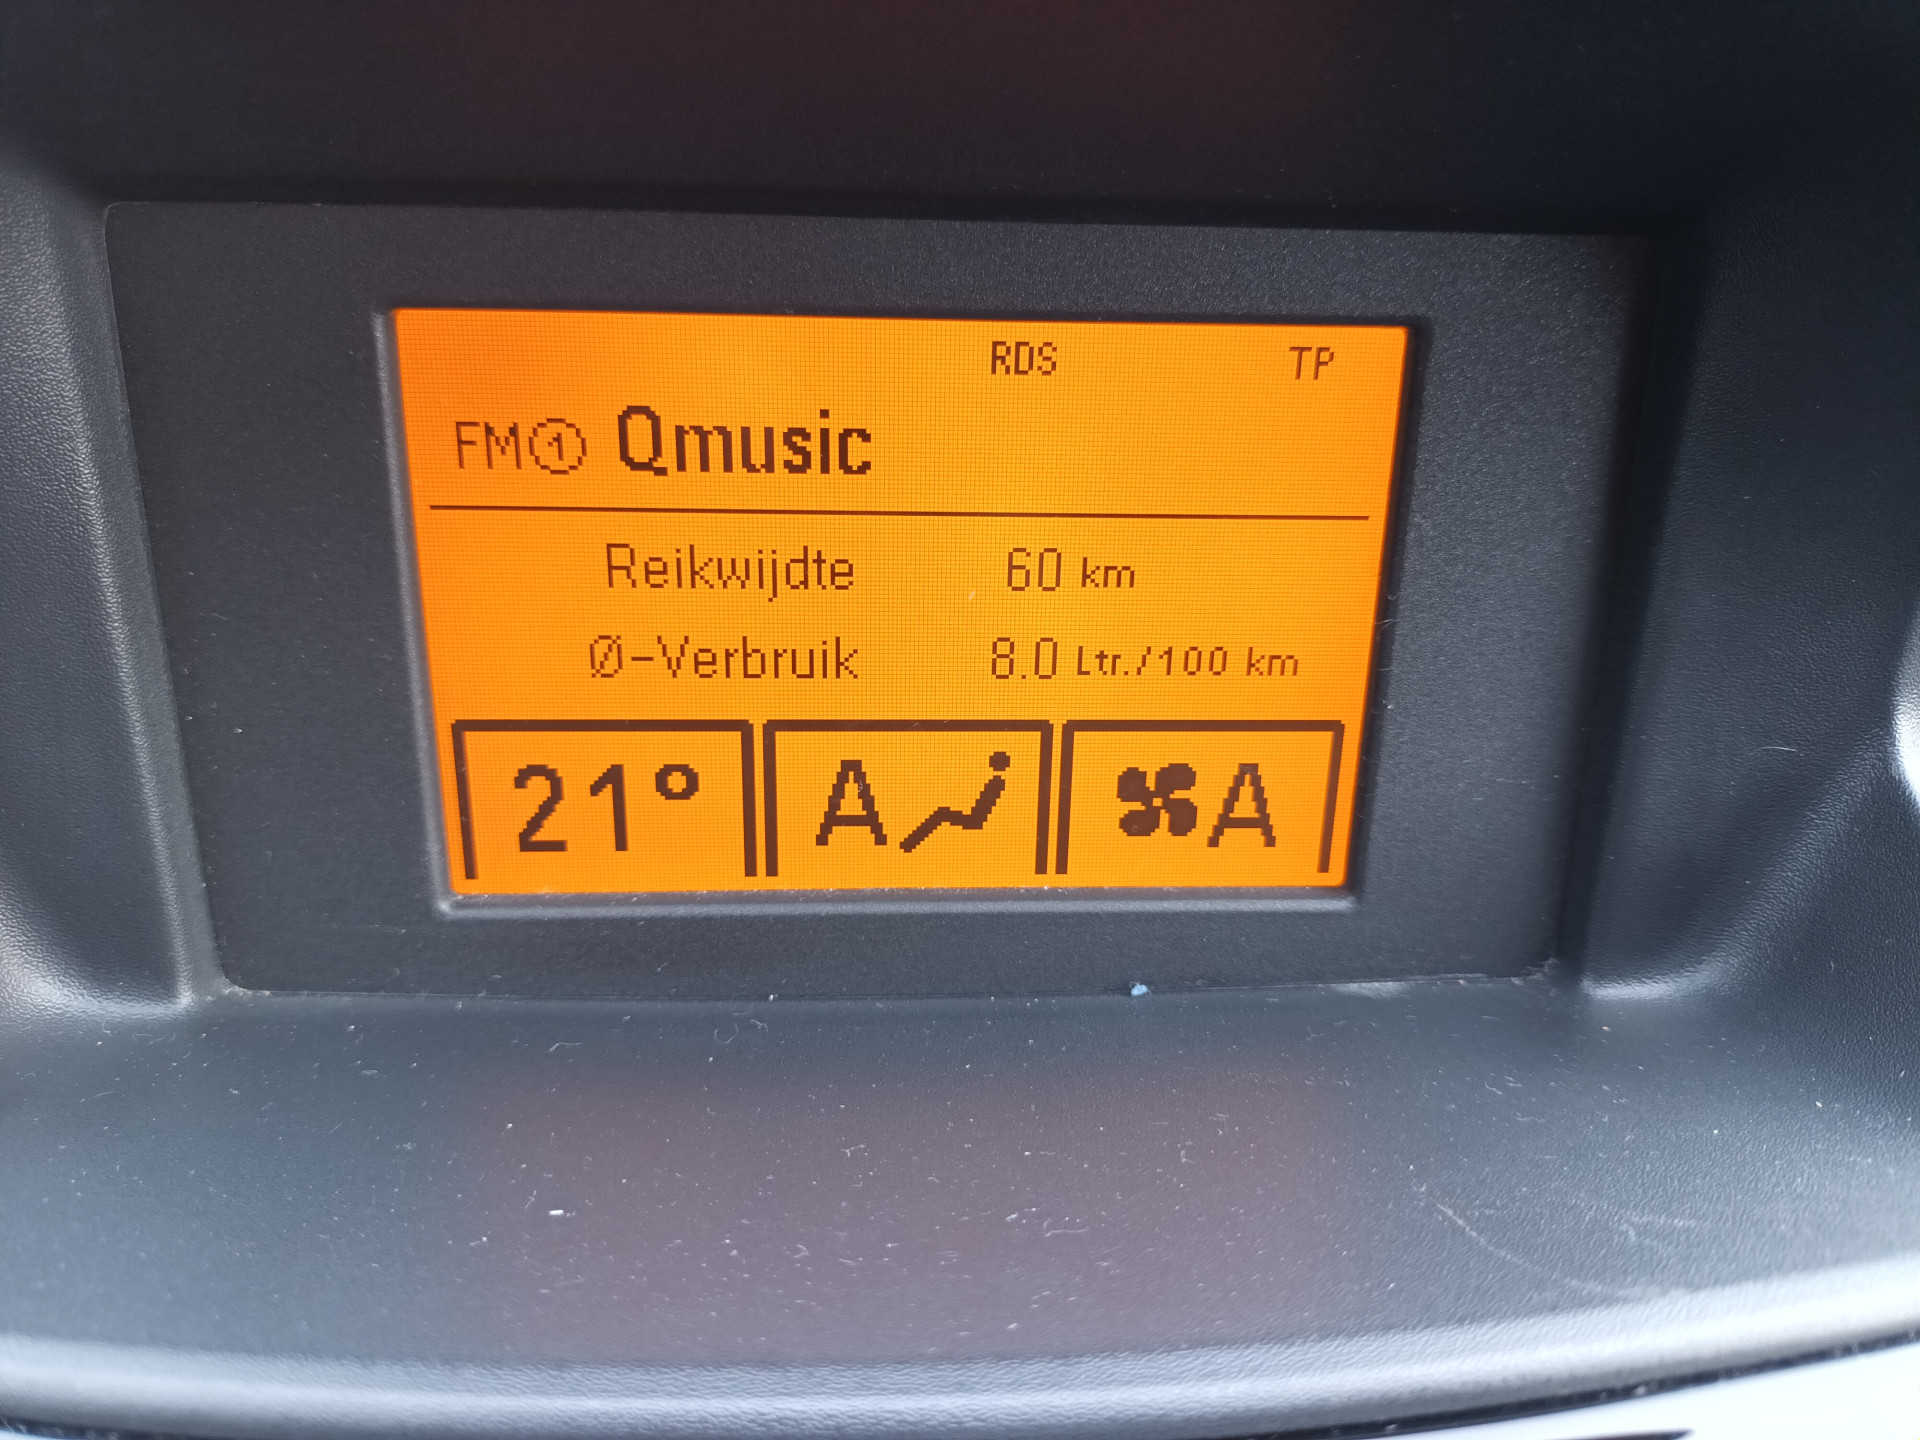 RDS TP
FM① Qmusic
Reikwijdte 60 km
Ø-Verbruik 8.0 Ltr./100 km
21° A A